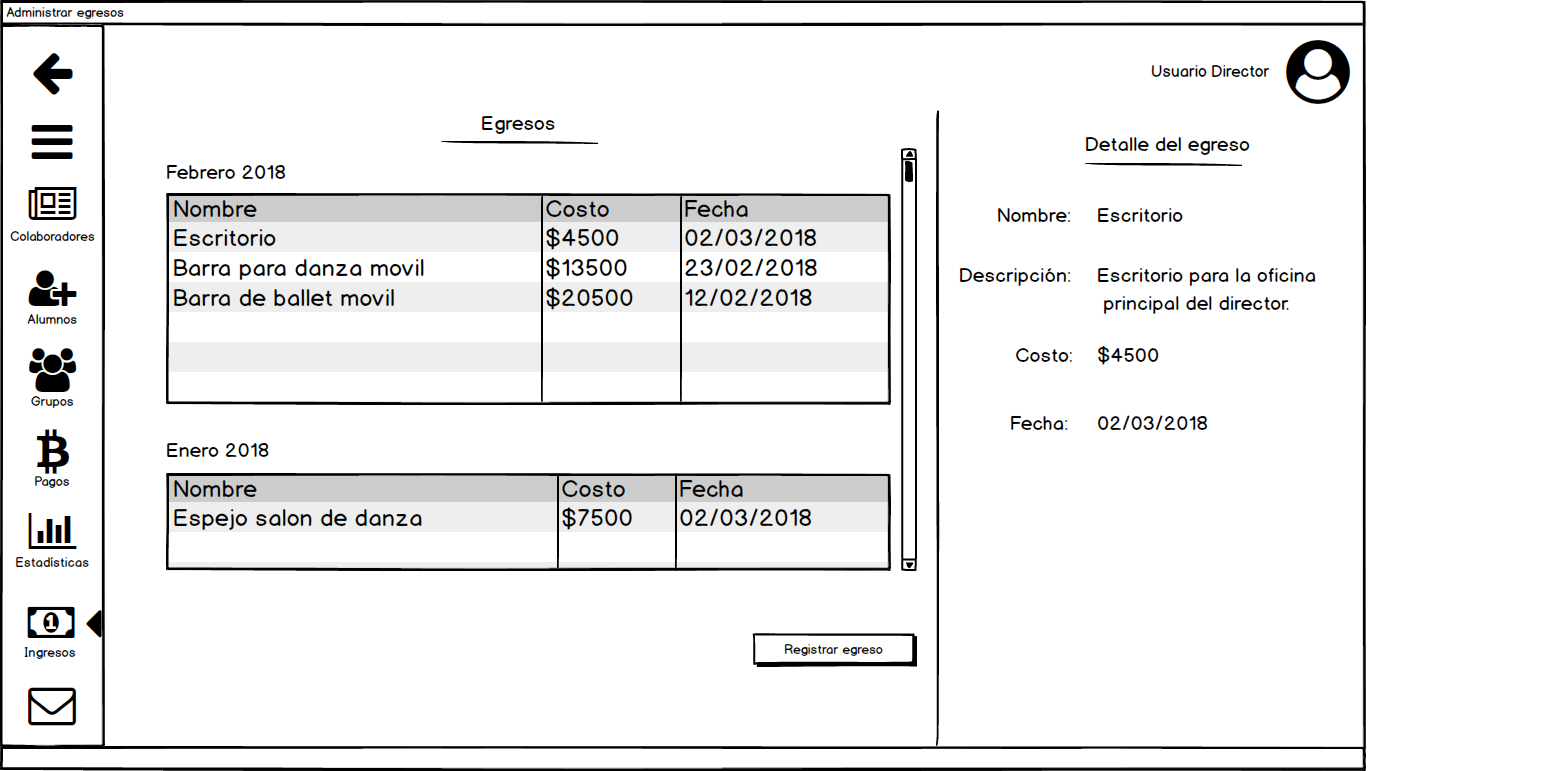 Administrar egresos
Usuario Director
Colaboradores
Alumnos
Grupos
Pagos
Estadísticas
1
Ingresos
Egresos
Febrero 2018
Nombre Costo Fecha
Escritorio $4500 02/03/2018
Barra para danza movil $13500 23/02/2018
Barra de ballet movil $20500 12/02/2018
Enero 2018
Nombre Costo Fecha
Espejo salon de danza $7500 02/03/2018
Registrar egreso
Detalle del egreso
Nombre: Escritorio
Descripción: Escritorio para la oficina
principal del director.
Costo: $4500
Fecha: 02/03/2018